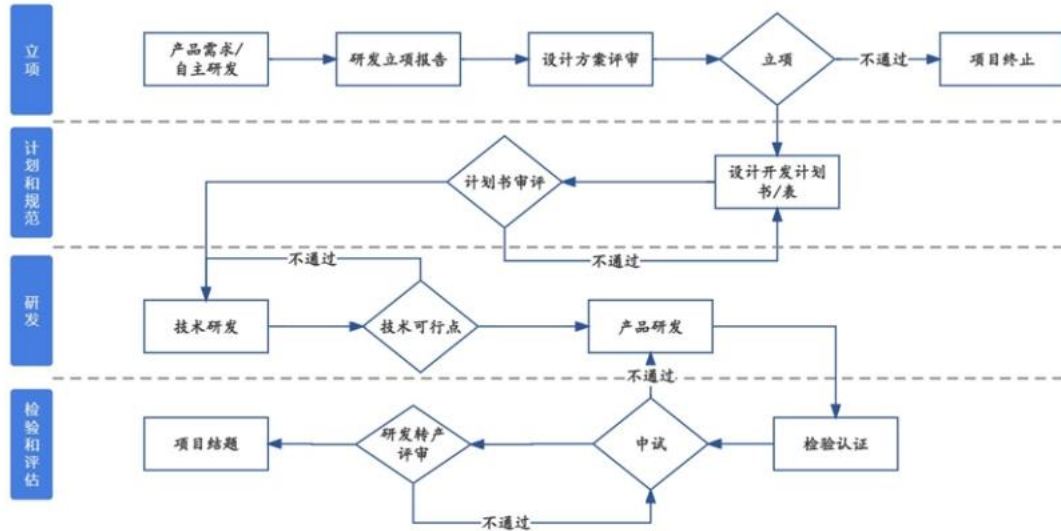 立项
产品需求/
自主研发
研发立项报告
设计方案评审
立项
不通过
项目终止
计划和规范
计划书审评
设计开发计划
书/表
不通过
研发
不通过
技术研发
技术可行点
产品研发
不通过
检验和评估
项目结题
研发转产
评审
中试
检验认证
不通过